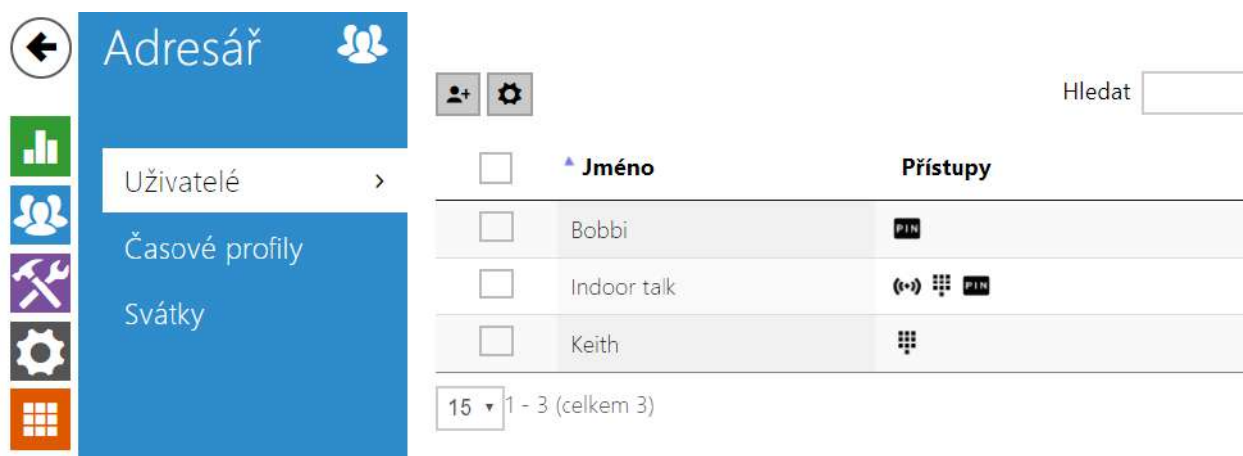 Adresář
Hledat
Uživatelé
Časové profily
Svátky
Jméno Přístupy
Bobbi PIN
Indoor talk PIN
Keith
15 1 - 3 (celkem 3)